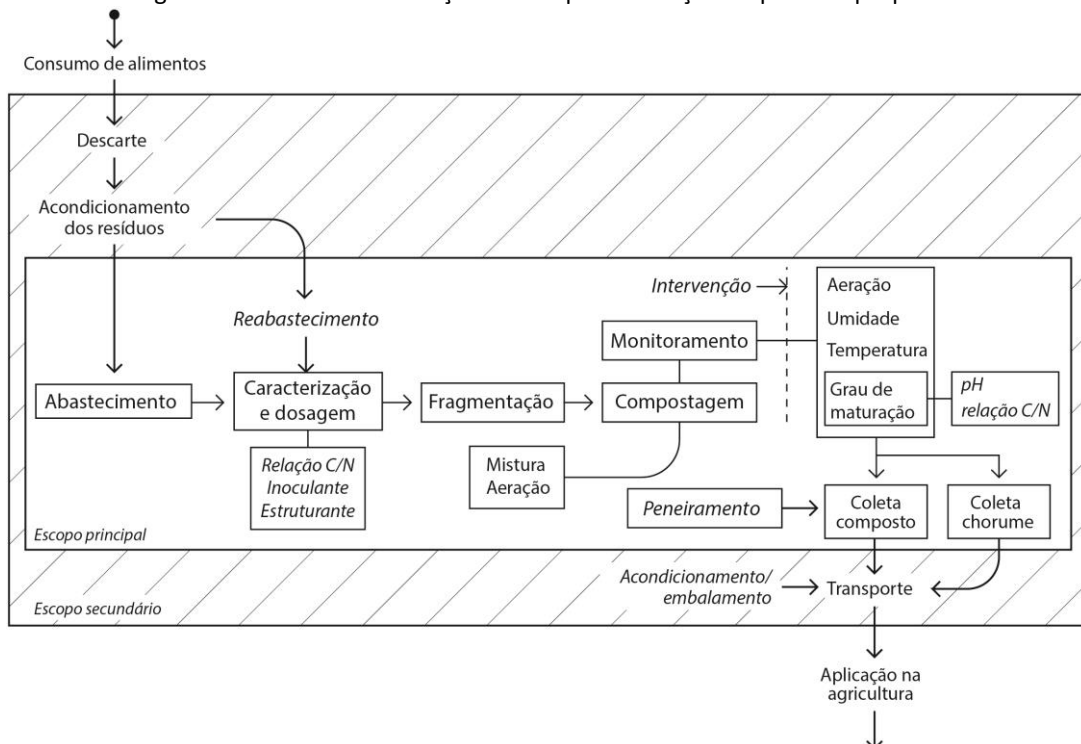 Consumo de alimentos
Descarte
Acondicionamento
dos resíduos
Intervenção
Aeração
Umidade
Temperatura
Grau de
maturação
pH
relação C/N
Reabastecimento
Monitoramento
Abastecimento
Caracterização
e dosagem
Fragmentação
Compostagem
Relação C/N
Inoculante
Estruturante
Mistura
Aeração
Peneiramento
Coleta
composto
Coleta
chorume
Escopo principal
Acondicionamento/
embalamento
Transporte
Escopo secundário
Aplicação na
agricultura